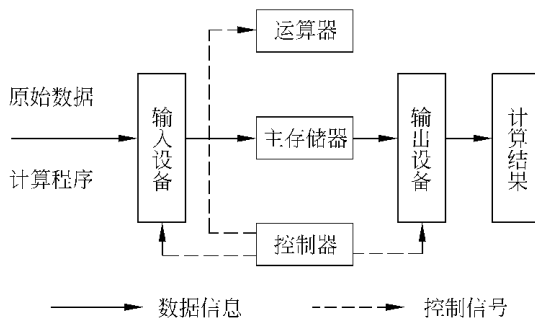 运算器
原始数据
计算程序
输入设备
主存储器
输出设备
计算结果
控制器
数据信息
控制信号